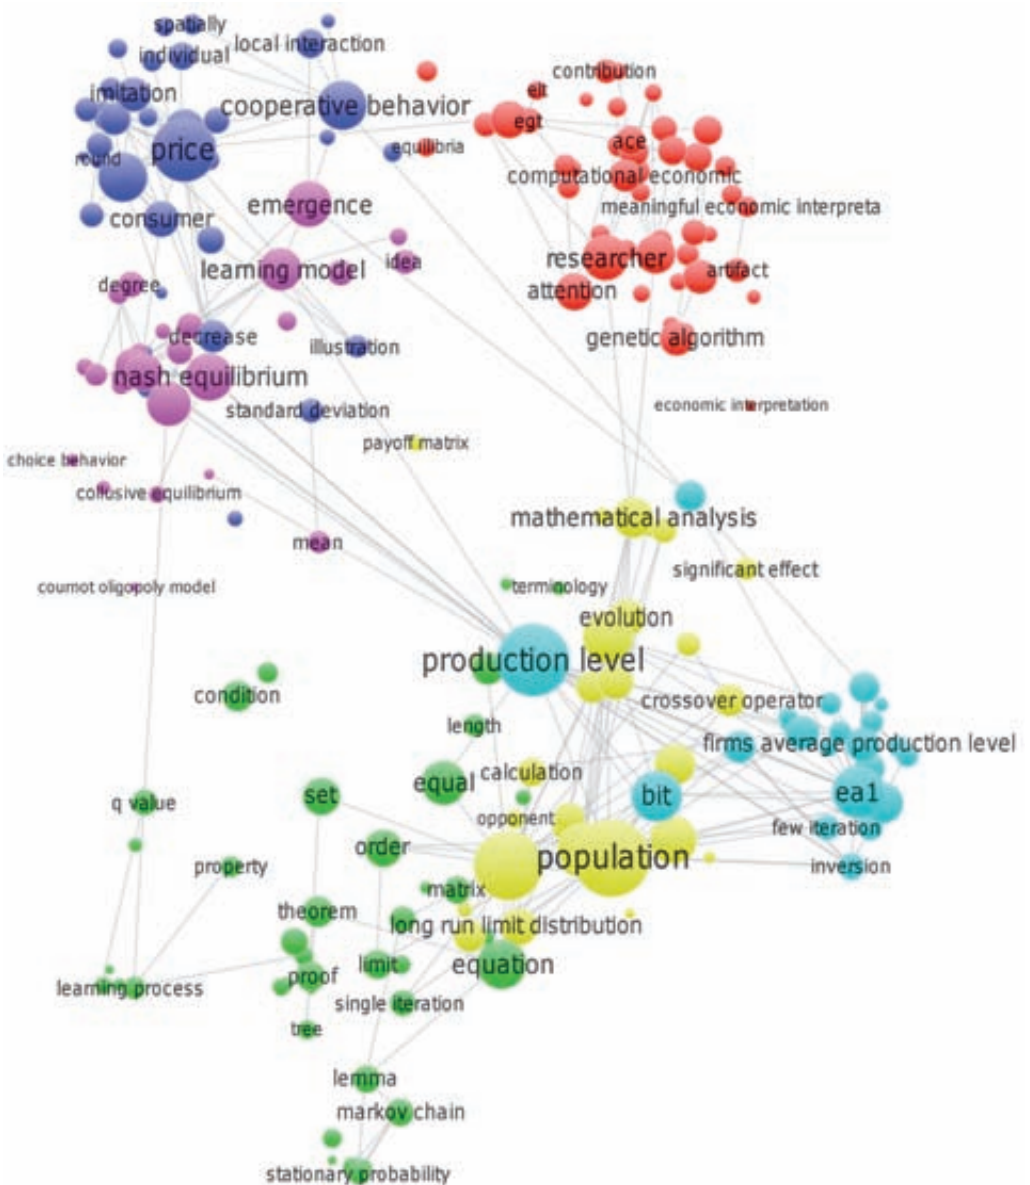 spatially
local interaction
individual
contribution
imitation
eit
cooperative behavior
egt
ace
equilibria
round
price
computational economic
emergence
meaningful economic interpreta
consumer
researcher
idea
learning model
artifact
degree
attention
decrease
genetic algorithm
illustration
nash equilibrium
economic interpretation
standard deviation
payoff matrix
choice behavior
collusive equilibrium
mathematical analysis
mean
significant effect
cournot oligopoly model
terminology
evolution
production level
condition
crossover operator
length
firms average production level
calculation
equal
set
bit
ea1
q value
opponent
few iteration
order
population
property
inversion
matrix
theorem
long run limit distribution
limit
equation
proof
learning process
single iteration
tree
lemma
markov chain
stationary probability